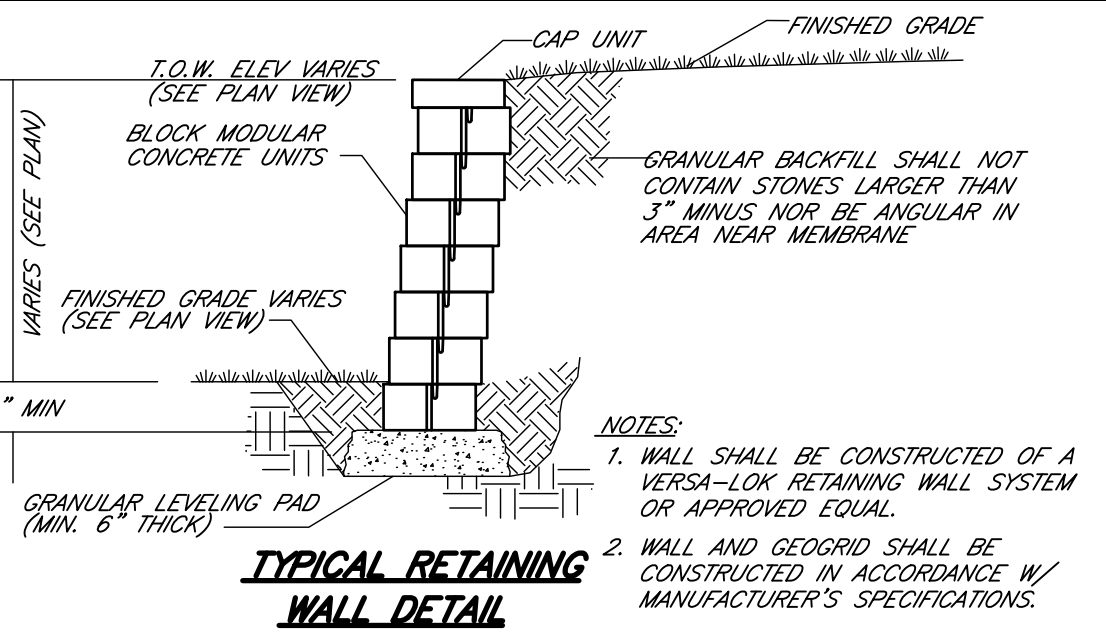 CAP UNIT
FINISHED GRADE
T.O.W. ELEV VARIES
(SEE PLAN VIEW)
BLOCK MODULAR
CONCRETE UNITS
VARIES (SEE PLAN)
GRANULAR BACKFILL SHALL NOT
CONTAIN STONES LARGER THAN
3" MINUS NOR BE ANGULAR IN
AREA NEAR MEMBRANE
FINISHED GRADE VARIES
(SEE PLAN VIEW)
" MIN
GRANULAR LEVELING PAD
(MIN. 6" THICK)
NOTES:
1. WALL SHALL BE CONSTRUCTED OF A
VERSA-LOK RETAINING WALL SYSTEM
OR APPROVED EQUAL.
2. WALL AND GEOGRID SHALL BE
CONSTRUCTED IN ACCORDANCE W/
MANUFACTURER'S SPECIFICATIONS.
TYPICAL RETAINING
WALL DETAIL